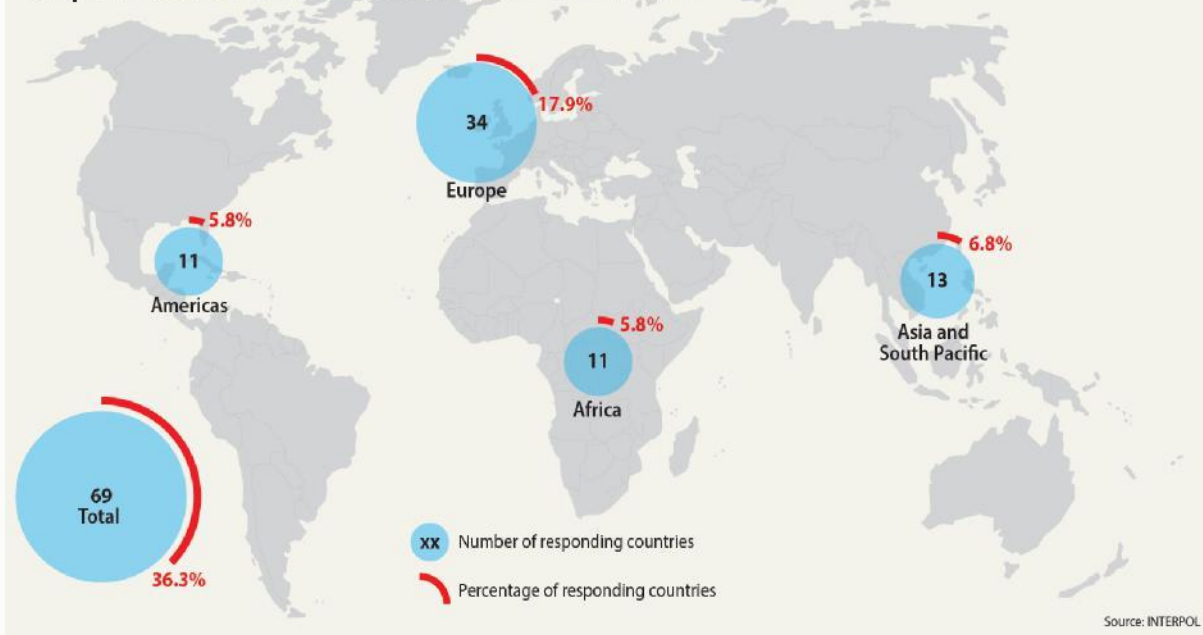 17.9%
34
Europe
5.8%
11
Americas
6.8%
13
Asia and
South Pacific
5.8%
11
Africa
69
Total
36.3%
xx Number of responding countries
Percentage of responding countries
Source: INTERPOL